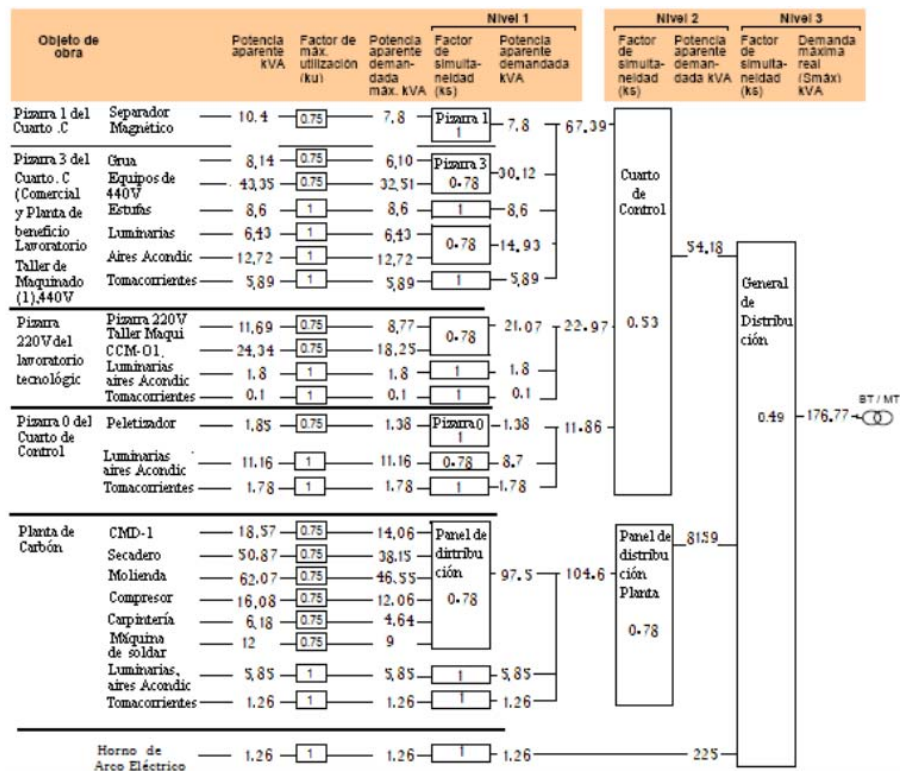 Nivel 1 Nivel 2 Nivel 3
Objeto de obra
Potencia aparente kVA
Factor de máx. utilización (ku)
Potencia aparente demandada máx. kVA
Factor de simultaneidad (ks)
Potencia aparente demandada kVA
Factor de simulta-neidad (ks)
Potencia aparente deman-dada kVA
Factor de simulta-neidad (ks)
Demanda máxima real (Smáx) kVA
Pizarra 1 del Cuarto .C
Separador Magnético 10.4 0.75 7,8 Pizarra 1 1 7,8 67.39
Pizarra 3 del Cuarto. C (Comercial y Planta de beneficio Lavoratorio Taller de Maquinado (1),440V
Grua 8,14 0.75 6,10 Pizarra 3 0.78 30,12
Equipos de 440V 43,35 0.75 32,51
Estufas 8,6 1 8,6 1 8,6
Luminarias 6,43 1 6,43 0.78 14,93
Aires Acondic 12,72 1 12,72
Tomacorrientes 5,89 1 5,89 1 5,89
Cuarto de Control 0.53 54.18
Pizarra 220V del lavoratorio tecnológic
Pizarra 220V Taller Maqui 11,69 0.75 8,77 0.78 21.07 22.97
CCM-01, 24,34 0.75 18,25
Luminarias aires Acondic 1.8 1 1.8 1 1.8
Tomacorrientes 0.1 1 0.1 1 0.1
Pizarra 0 del Cuarto de Control
Peletizador 1,85 0.75 1,38 Pizarra 0 1 1,38 11.86
Luminarias aires Acondic 11.16 1 11.16 0.78 8.7
Tomacorrientes 1.78 1 1.78 1 1.78
General de Distribu ción 0.49 176.77 BT / MT
Planta de Carbón
CMD-1 18,57 0.75 14,06 Panel de dirtribu ción 0.78 97.5 104.6
Secadero 50.87 0.75 38.15
Molienda 62.07 0.75 46,55
Compresor 16,08 0.75 12.06
Carpintería 6,18 0.75 4,64
Máquina de soldar 12 0.75 9
Luminarias, aires Acondic 5,85 1 5,85 1 5,85
Tomacorrientes 1.26 1 1.26 1 1.26
Panel de distribu ción Planta 0.78 81.59
Horno de Arco Eléctrico 1.26 1 1.26 1 1.26 225